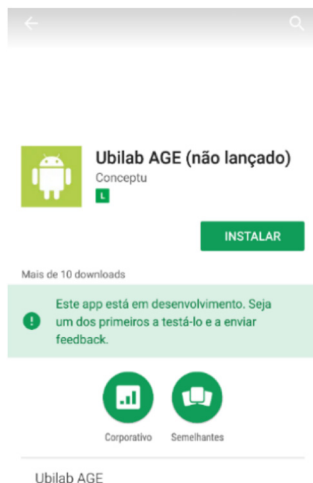 Ubilab AGE (não lançado)
Conceptu
L
INSTALAR
Mais de 10 downloads
Este app está em desenvolvimento. Seja
um dos primeiros a testá-lo e a enviar
feedback.
Corporativo
Semelhantes
Ubilab AGE